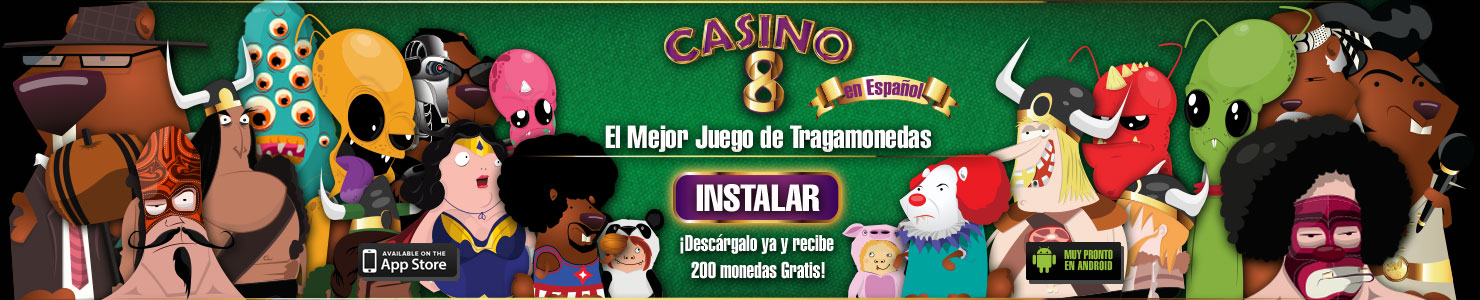 CASINO
8
en Español
El Mejor Juego de Tragamonedas
INSTALAR
¡Descárgalo ya y recibe
200 monedas Gratis!
AVAILABLE ON THE
App Store
MUY PRONTO
EN ANDROID